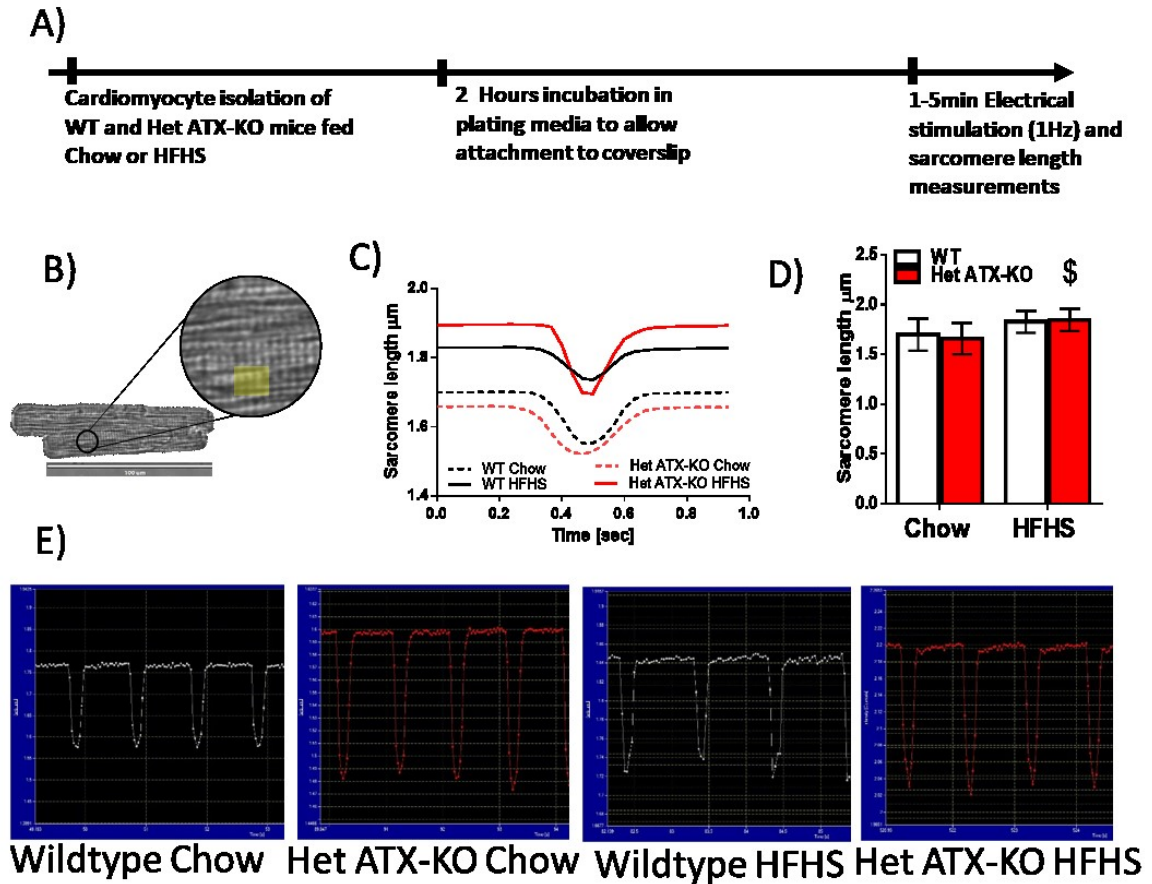 A)
Cardiomyocyte isolation of
WT and Het ATX-KO mice fed
Chow or HFHS
2 Hours incubation in
plating media to allow
attachment to coverslip
1-5min Electrical
stimulation (1Hz) and
sarcomere length
measurements
B)
100 um
C)
Sarcomere length µm
2.0
1.8
1.6
1.4
0.0 0.2 0.4 0.6 0.8 1.0
Time [sec]
WT Chow
WT HFHS
Het ATX-KO Chow
Het ATX-KO HFHS
D)
Sarcomere length µm
2.5
2.0
1.5
1.0
0.5
0.0
WT
Het ATX-KO
$
Chow HFHS
E)
Wildtype Chow
Het ATX-KO Chow
Wildtype HFHS
Het ATX-KO HFHS